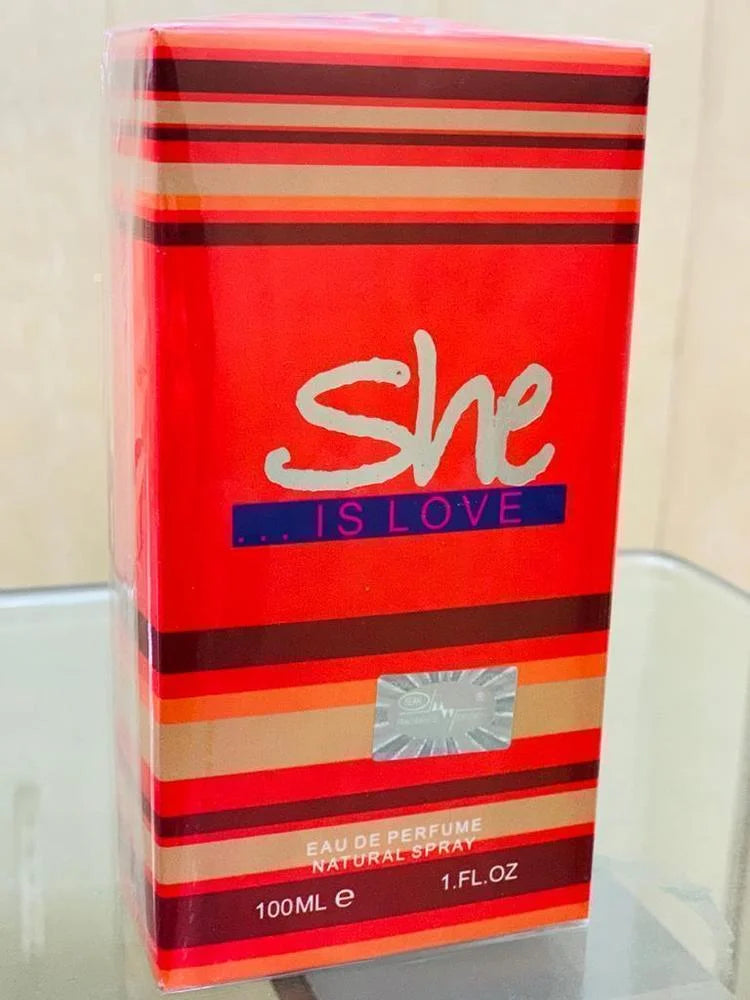 She
... IS LOVE
EAU DE PERFUME
NATURAL SPRAY
100ML e
1.FL.OZ